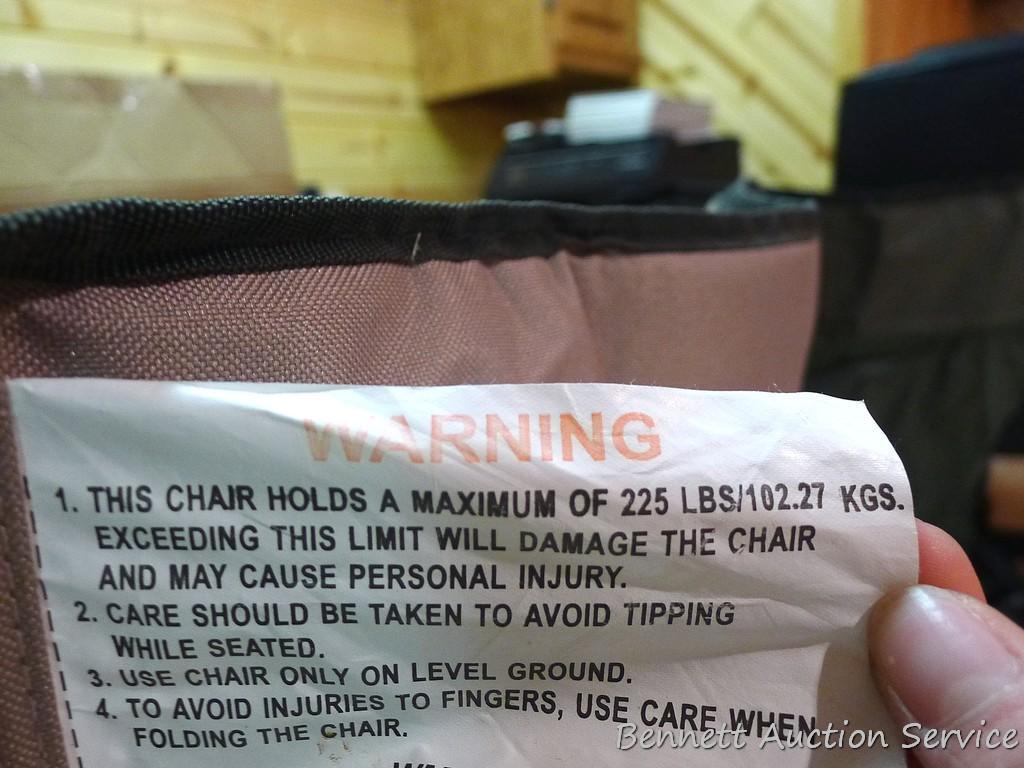 WARNING
1. THIS CHAIR HOLDS A MAXIMUM OF 225 LBS/102.27 KGS.
EXCEEDING THIS LIMIT WILL DAMAGE THE CHAIR
AND MAY CAUSE PERSONAL INJURY.
2. CARE SHOULD BE TAKEN TO AVOID TIPPING
WHILE SEATED.
3. USE CHAIR ONLY ON LEVEL GROUND.
4. TO AVOID INJURIES TO FINGERS, USE CARE WHEN
FOLDING THE CHAIR.
Bennett Auction Service